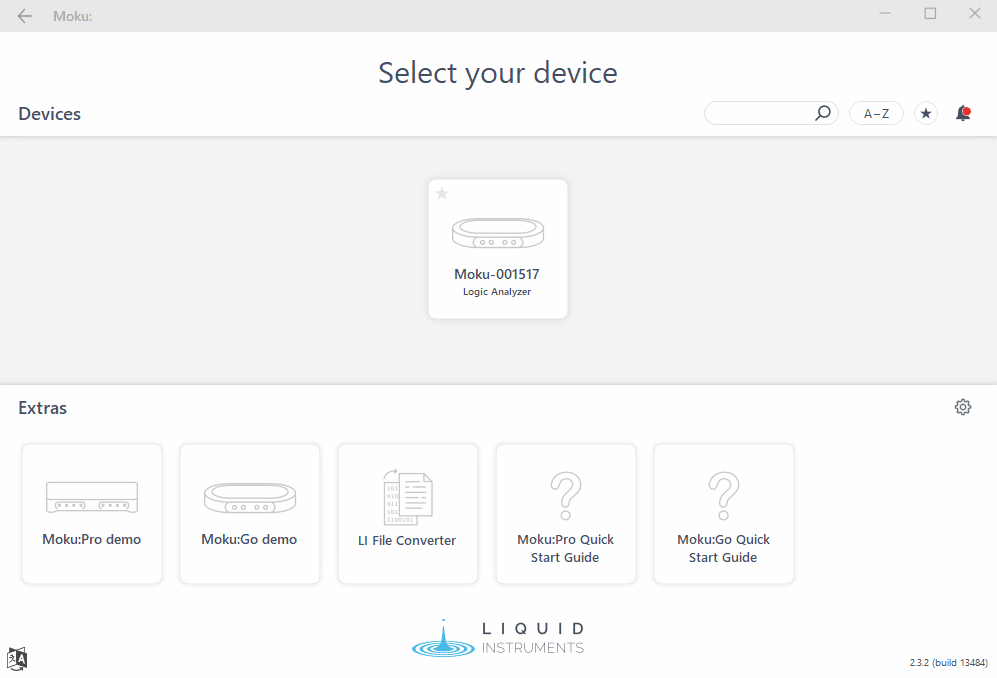 Moku:
Select your device
Devices
A–Z
Moku-001517
Logic Analyzer
Extras
Moku:Pro demo
Moku:Go demo
LI File Converter
Moku:Pro Quick
Start Guide
Moku:Go Quick
Start Guide
LIQUID
INSTRUMENTS
2.3.2 (build 13484)